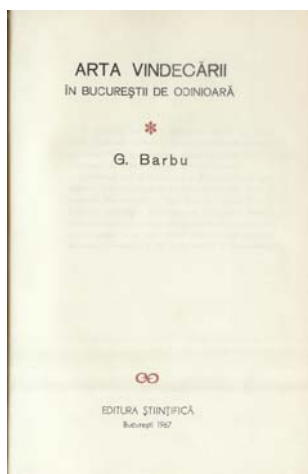 ARTA VINDECĂRII
ÎN BUCUREȘTII DE ODINIOARĂ
G. Barbu
EDITURA ȘTIINȚIFICĂ
București 1967